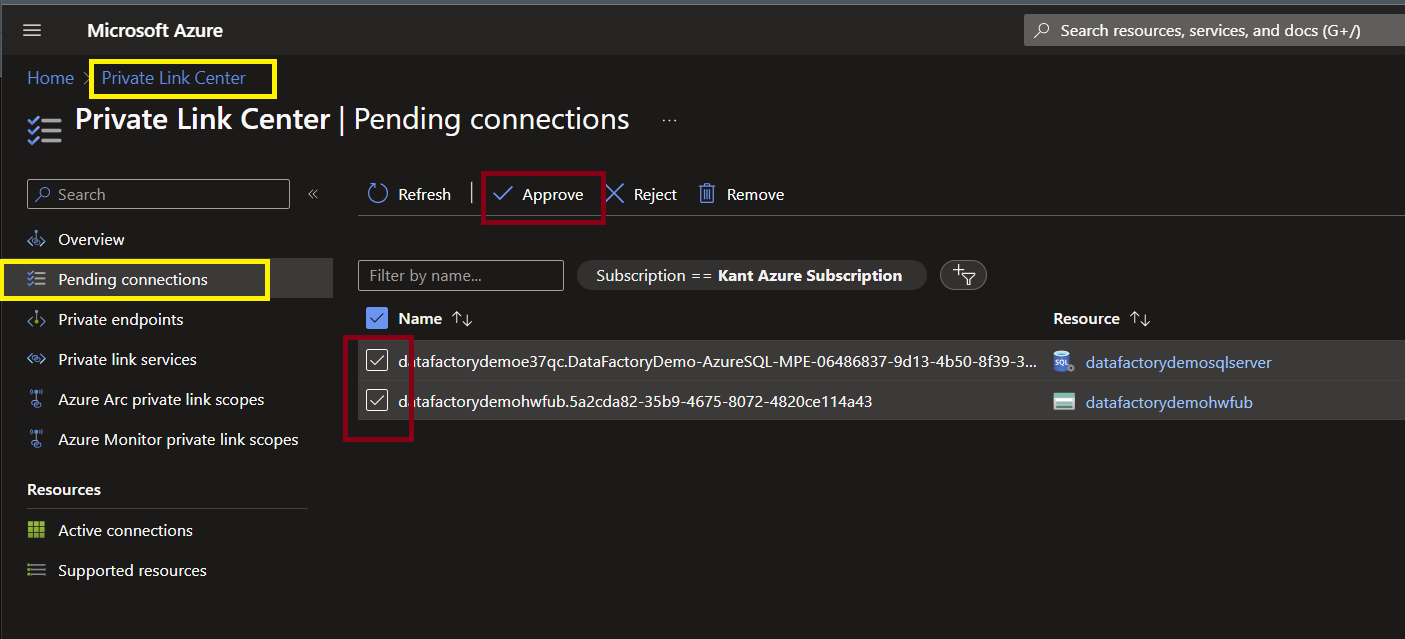 Microsoft Azure
Search resources, services, and docs (G+/)
Home > Private Link Center
Private Link Center | Pending connections ...
Search «
Overview
Pending connections
Private endpoints
Private link services
Azure Arc private link scopes
Azure Monitor private link scopes
Resources
Active connections
Supported resources
Refresh | Approve Reject Remove
Filter by name... Subscription == Kant Azure Subscription
Name ↑↓ Resource ↑↓
datafactorydemoe37qc.DataFactoryDemo-AzureSQL-MPE-06486837-9d13-4b50-8f39-3... SQL datafactorydemosqlserver
datafactorydemohwfub.5a2cda82-35b9-4675-8072-4820ce114a43 datafactorydemohwfub